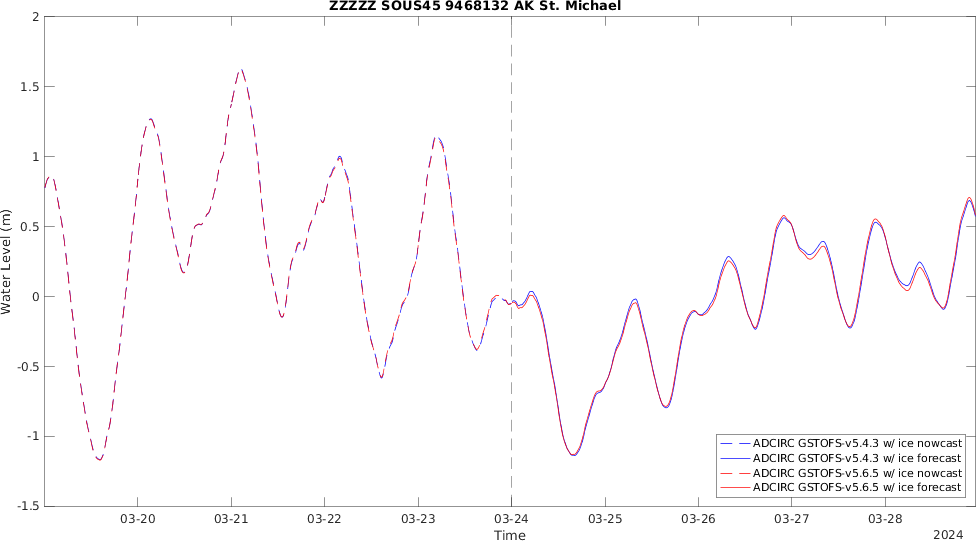 ZZZZZ SOUS45 9468132 AK St. Michael
2
1.5
1
0.5
0
-0.5
-1
-1.5
Water Level (m)
ADCIRC GSTOFS-v5.4.3 w/ ice nowcast
ADCIRC GSTOFS-v5.4.3 w/ ice forecast
ADCIRC GSTOFS-v5.6.5 w/ ice nowcast
ADCIRC GSTOFS-v5.6.5 w/ ice forecast
03-20 03-21 03-22 03-23 03-24 03-25 03-26 03-27 03-28
Time
2024